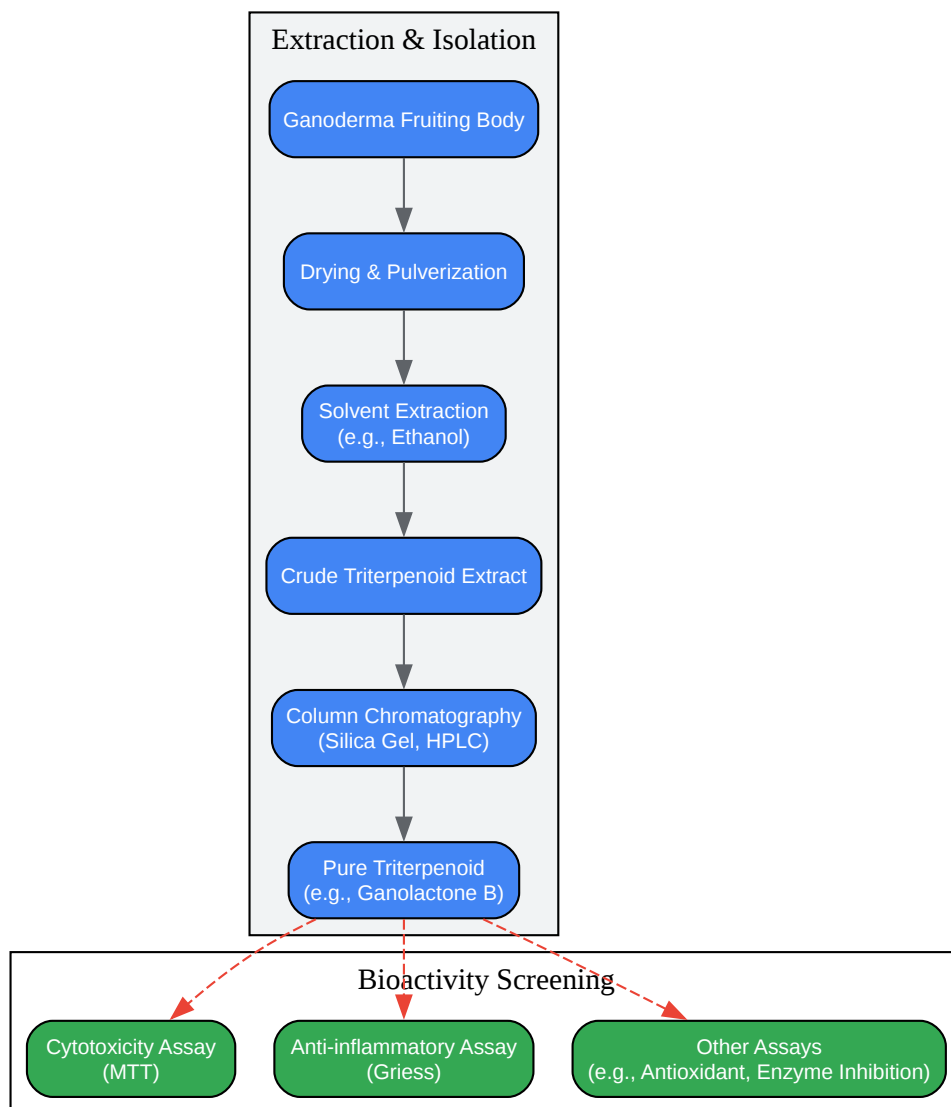 Extraction & Isolation
Ganoderma Fruiting Body
Drying & Pulverization
Solvent Extraction
(e.g., Ethanol)
Crude Triterpenoid Extract
Column Chromatography
(Silica Gel, HPLC)
Pure Triterpenoid
(e.g., Ganolactone B)
Bioactivity Screening
Cytotoxicity Assay
(MTT)
Anti-inflammatory Assay
(Griess)
Other Assays
(e.g., Antioxidant, Enzyme Inhibition)